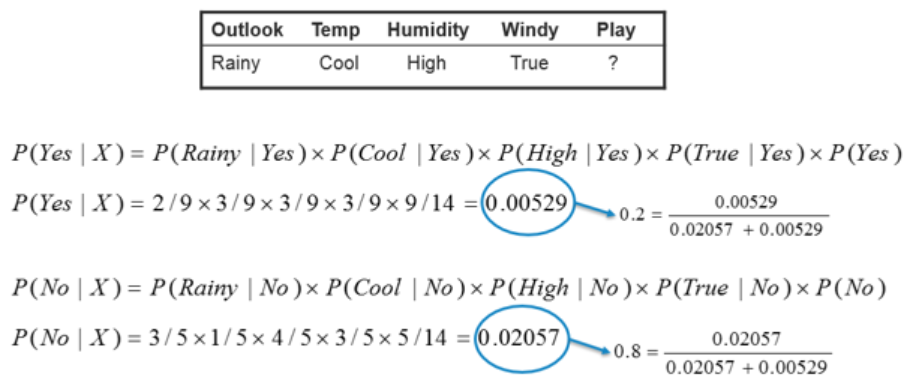 Outlook Temp Humidity Windy Play
Rainy Cool High True ?
P(Yes | X) = P(Rainy | Yes) × P(Cool | Yes) × P(High | Yes) × P(True | Yes) × P(Yes)
P(Yes | X) = 2/9 × 3/9 × 3/9 × 3/9 × 9/14 = 0.00529
0.2 = 0.00529
0.02057 + 0.00529
P(No | X) = P(Rainy | No) × P(Cool | No) × P(High | No) × P(True | No) × P(No)
P(No | X) = 3/5 × 1/5 × 4/5 × 3/5 × 5/14 = 0.02057
0.8 = 0.02057
0.02057 + 0.00529